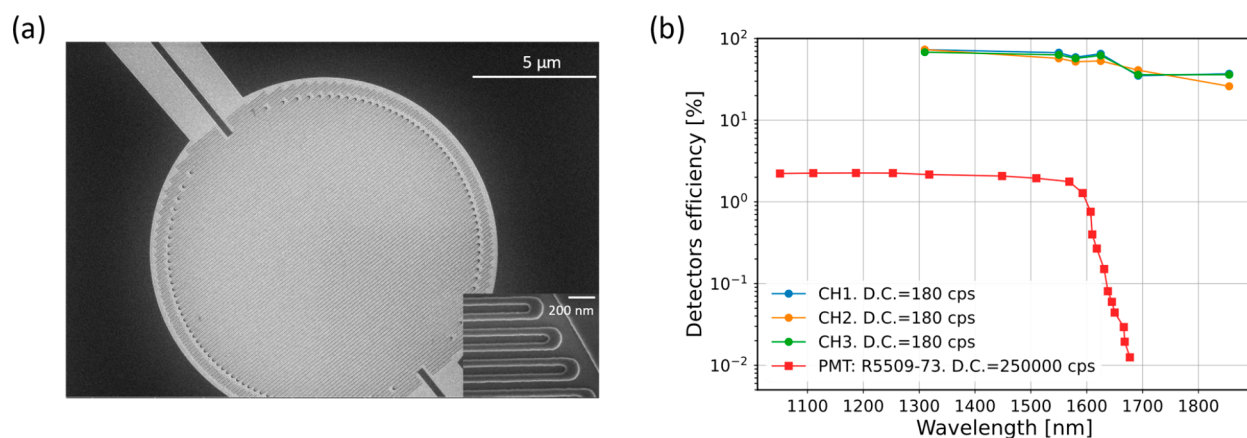 (a)
5 μm
200 nm
(b)
Detectors efficiency [%]
10²
10¹
10⁰
10⁻¹
10⁻²
CH1. D.C.=180 cps
CH2. D.C.=180 cps
CH3. D.C.=180 cps
PMT: R5509-73. D.C.=250000 cps
1100 1200 1300 1400 1500 1600 1700 1800
Wavelength [nm]